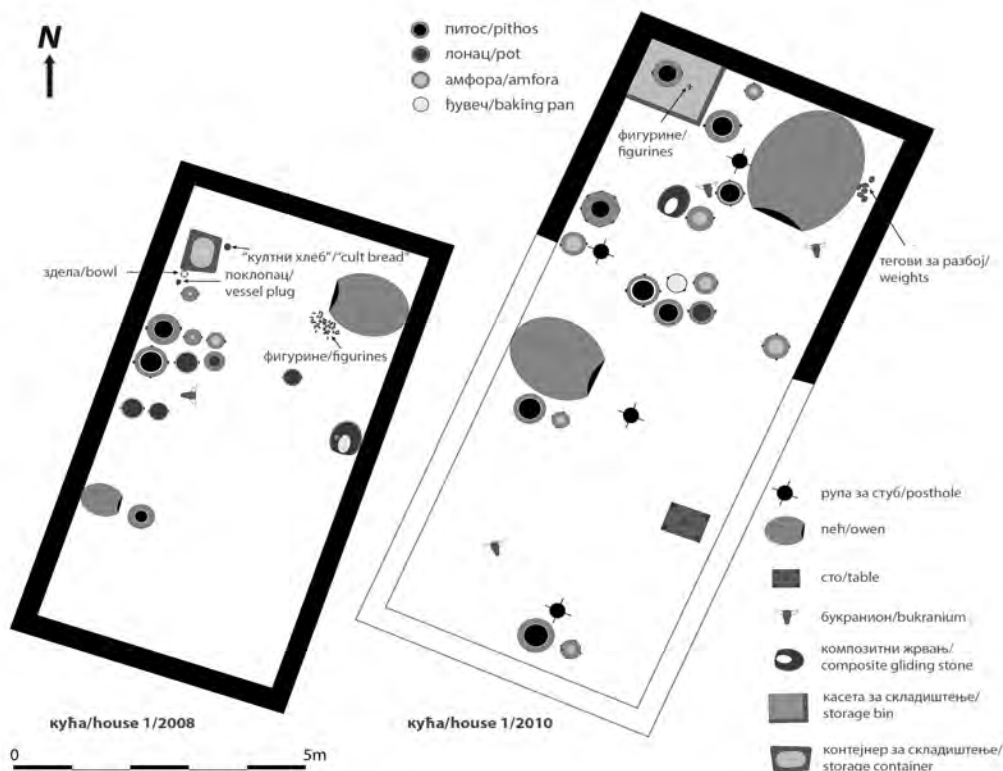 N
питос/pithos
лонац/pot
амфора/amfora
ђувеч/baking pan
фигурине/
figurines
тегови за разбој/
weights
"култни хлеб"/"cult bread"
здела/bowl
поклопац/
vessel plug
фигурине/figurines
рупа за стуб/posthole
пећ/owen
сто/table
букранион/bukranium
композитни жрвањ/
composite gliding stone
касета за складиштење/
storage bin
контејнер за складиштење/
storage container
кућа/house 1/2008
кућа/house 1/2010
0 5m